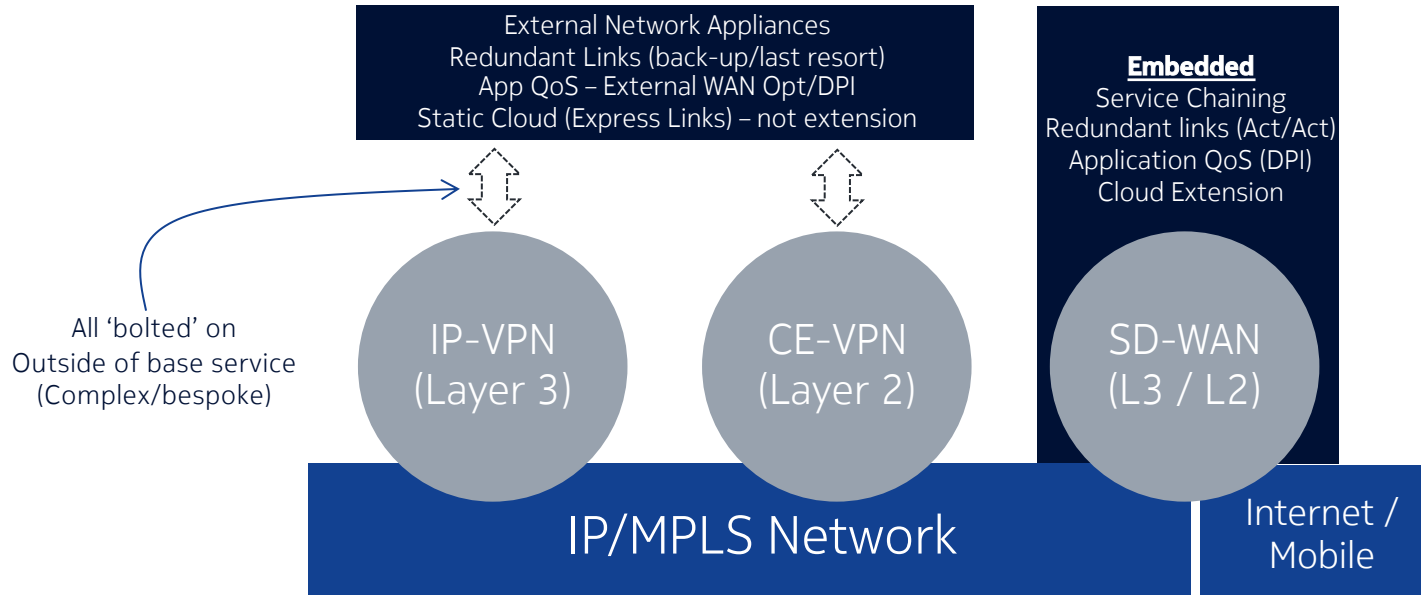 External Network Appliances
Redundant Links (back-up/last resort)
App QoS – External WAN Opt/DPI
Static Cloud (Express Links) – not extension
Embedded
Service Chaining
Redundant links (Act/Act)
Application QoS (DPI)
Cloud Extension
All ‘bolted’ on
Outside of base service
(Complex/bespoke)
IP-VPN
(Layer 3)
CE-VPN
(Layer 2)
SD-WAN
(L3 / L2)
IP/MPLS Network
Internet /
Mobile